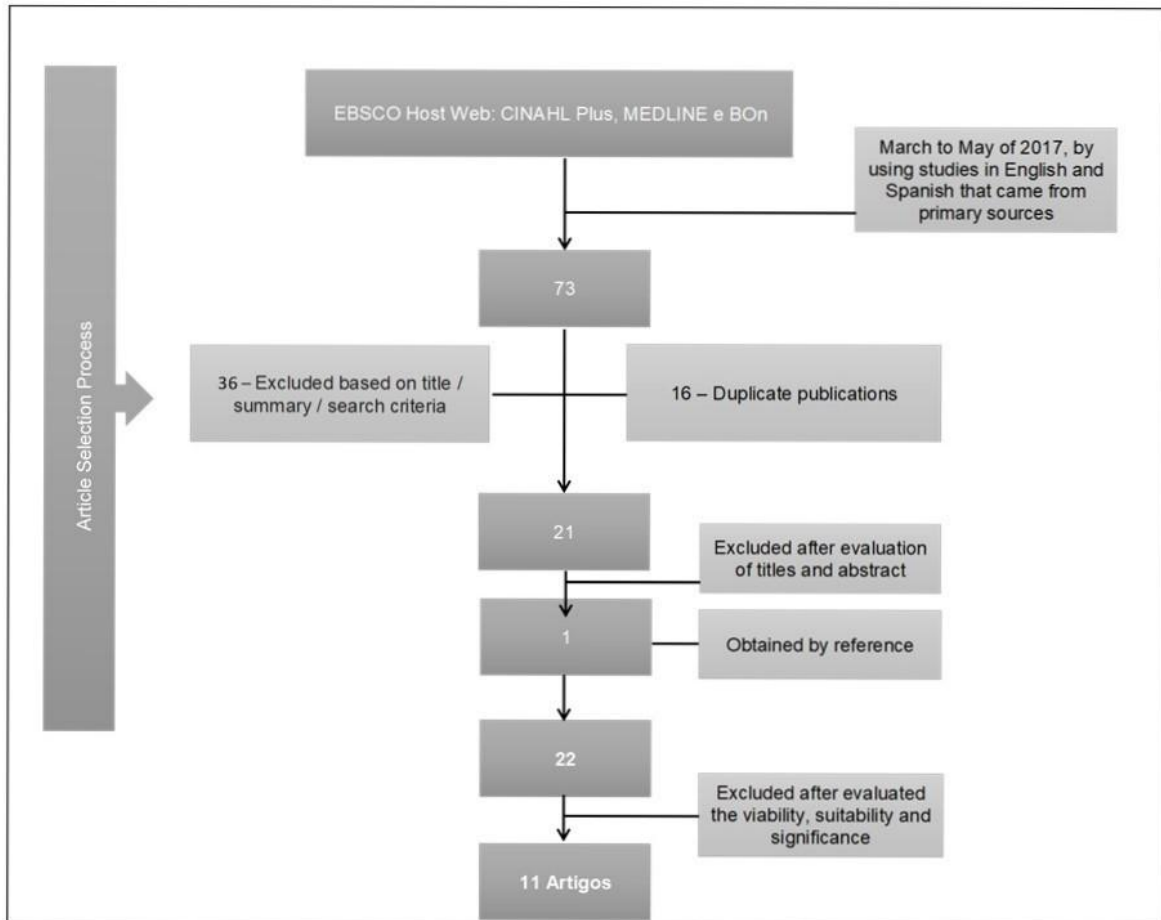 EBSCO Host Web: CINAHL Plus, MEDLINE e BOn
March to May of 2017, by
using studies in English and
Spanish that came from
primary sources
73
Article Selection Process
36 – Excluded based on title /
summary / search criteria
16 – Duplicate publications
21
Excluded after evaluation
of titles and abstract
1
Obtained by reference
22
Excluded after evaluated
the viability, suitability and
significance
11 Artigos